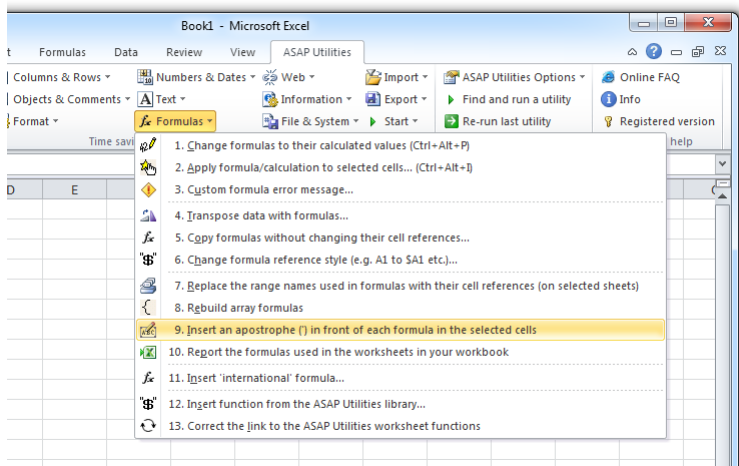 Book1 - Microsoft Excel
t Formulas Data Review View ASAP Utilities
Columns & Rows Numbers & Dates Web Import ASAP Utilities Options Online FAQ
Objects & Comments Text Information Export Find and run a utility Info
Format Formulas File & System Start Re-run last utility Registered version
Time savi help
1. Change formulas to their calculated values (Ctrl+Alt+P)
2. Apply formula/calculation to selected cells... (Ctrl+Alt+I)
3. Custom formula error message...
4. Transpose data with formulas...
5. Copy formulas without changing their cell references...
6. Change formula reference style (e.g. A1 to $A1 etc.)...
7. Replace the range names used in formulas with their cell references (on selected sheets)
8. Rebuild array formulas
9. Insert an apostrophe (') in front of each formula in the selected cells
10. Report the formulas used in the worksheets in your workbook
11. Insert 'international' formula...
12. Insert function from the ASAP Utilities library...
13. Correct the link to the ASAP Utilities worksheet functions
D E